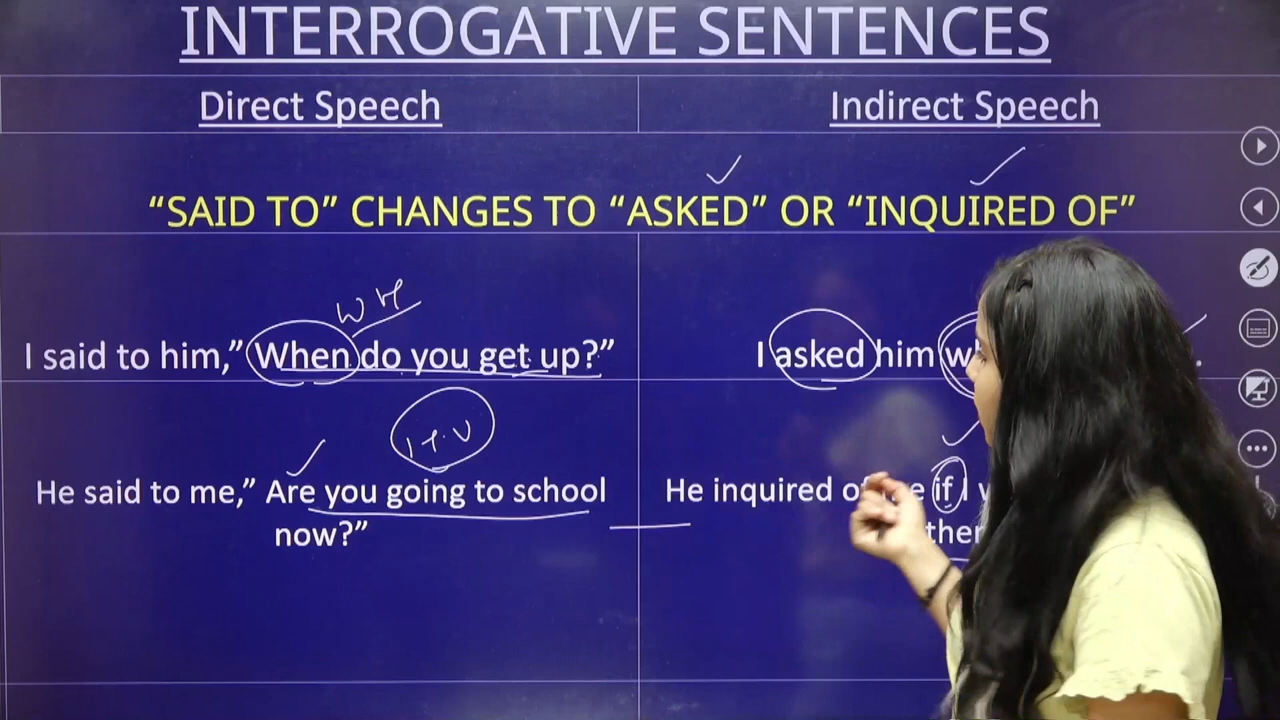 INTERROGATIVE SENTENCES
Direct Speech
Indirect Speech
“SAID TO” CHANGES TO “ASKED” OR “INQUIRED OF”
WH
I said to him,” When do you get up?”
I asked him
H.V
He said to me,” Are you going to school
now?”
He inquired if I